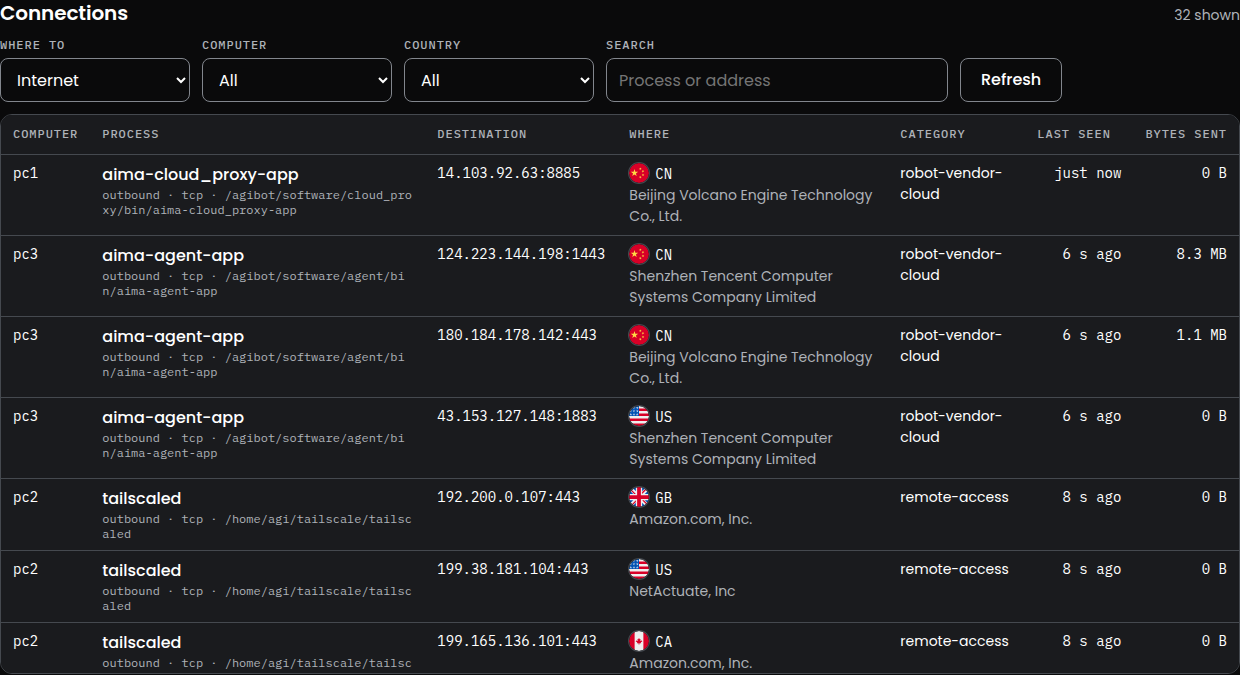 Connections
32 shown
WHERE TO
COMPUTER
COUNTRY
SEARCH
Internet
All
All
Process or address
Refresh
COMPUTER PROCESS DESTINATION WHERE CATEGORY LAST SEEN BYTES SENT
pc1 aima-cloud_proxy-app 14.103.92.63:8885 CN robot-vendor- just now 0 B
outbound · tcp · /agibot/software/cloud_pro Beijing Volcano Engine Technology cloud
xy/bin/aima-cloud_proxy-app Co., Ltd.
pc3 aima-agent-app 124.223.144.198:1443 CN robot-vendor- 6 s ago 8.3 MB
outbound · tcp · /agibot/software/agent/bi Shenzhen Tencent Computer cloud
n/aima-agent-app Systems Company Limited
pc3 aima-agent-app 180.184.178.142:443 CN robot-vendor- 6 s ago 1.1 MB
outbound · tcp · /agibot/software/agent/bi Beijing Volcano Engine Technology cloud
n/aima-agent-app Co., Ltd.
pc3 aima-agent-app 43.153.127.148:1883 US robot-vendor- 6 s ago 0 B
outbound · tcp · /agibot/software/agent/bi Shenzhen Tencent Computer cloud
n/aima-agent-app Systems Company Limited
pc2 tailscaled 192.200.0.107:443 GB remote-access 8 s ago 0 B
outbound · tcp · /home/agi/tailscale/tailsc Amazon.com, Inc.
aled
pc2 tailscaled 199.38.181.104:443 US remote-access 8 s ago 0 B
outbound · tcp · /home/agi/tailscale/tailsc NetActuate, Inc
aled
pc2 tailscaled 199.165.136.101:443 CA remote-access 8 s ago 0 B
outbound · tcp · /home/agi/tailscale/tailsc Amazon.com, Inc.